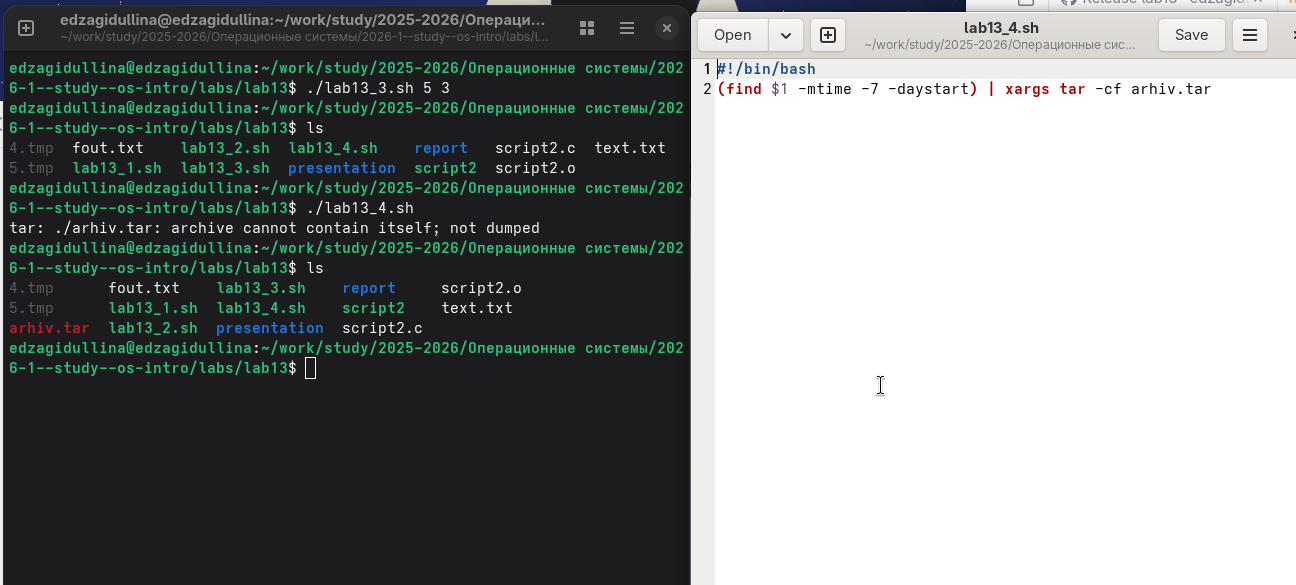 edzagidullina@edzagidullina:~/work/study/2025-2026/Операци...
~/work/study/2025-2026/Операционные системы/2026-1--study--os-intro/labs/l...
edzagidullina@edzagidullina:~/work/study/2025-2026/Операционные системы/202
6-1--study--os-intro/labs/lab13$ ./lab13_3.sh 5 3
edzagidullina@edzagidullina:~/work/study/2025-2026/Операционные системы/202
6-1--study--os-intro/labs/lab13$ ls
4.tmp fout.txt lab13_2.sh lab13_4.sh report script2.c text.txt
5.tmp lab13_1.sh lab13_3.sh presentation script2 script2.o
edzagidullina@edzagidullina:~/work/study/2025-2026/Операционные системы/202
6-1--study--os-intro/labs/lab13$ ./lab13_4.sh
tar: ./arhiv.tar: archive cannot contain itself; not dumped
edzagidullina@edzagidullina:~/work/study/2025-2026/Операционные системы/202
6-1--study--os-intro/labs/lab13$ ls
4.tmp fout.txt lab13_3.sh report script2.o
5.tmp lab13_1.sh lab13_4.sh script2 text.txt
arhiv.tar lab13_2.sh presentation script2.c
edzagidullina@edzagidullina:~/work/study/2025-2026/Операционные системы/202
6-1--study--os-intro/labs/lab13$
Open
lab13_4.sh
~/work/study/2025-2026/Операционные сис...
Save
1 #!/bin/bash
2 (find $1 -mtime -7 -daystart) | xargs tar -cf arhiv.tar